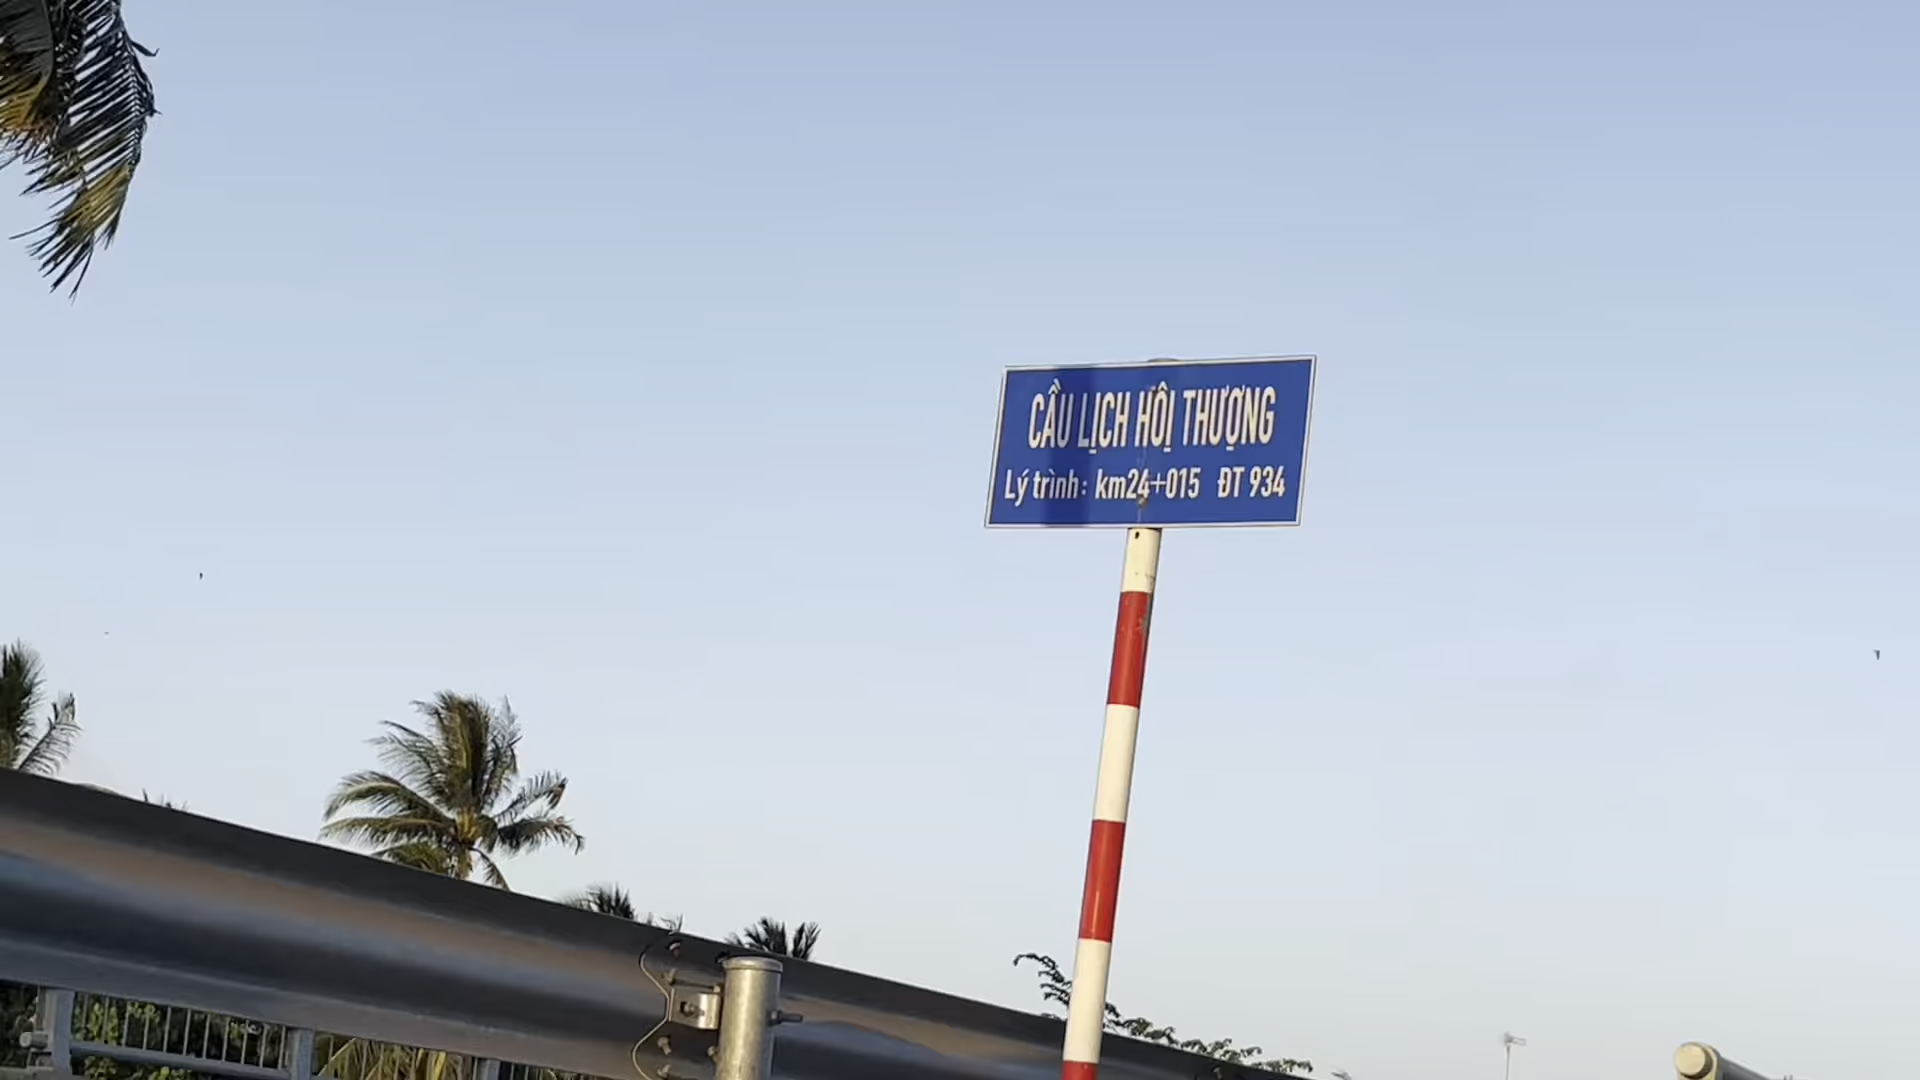 CẦU LỊCH HỘI THƯỢNG
Lý trình: km24+015 ĐT 934